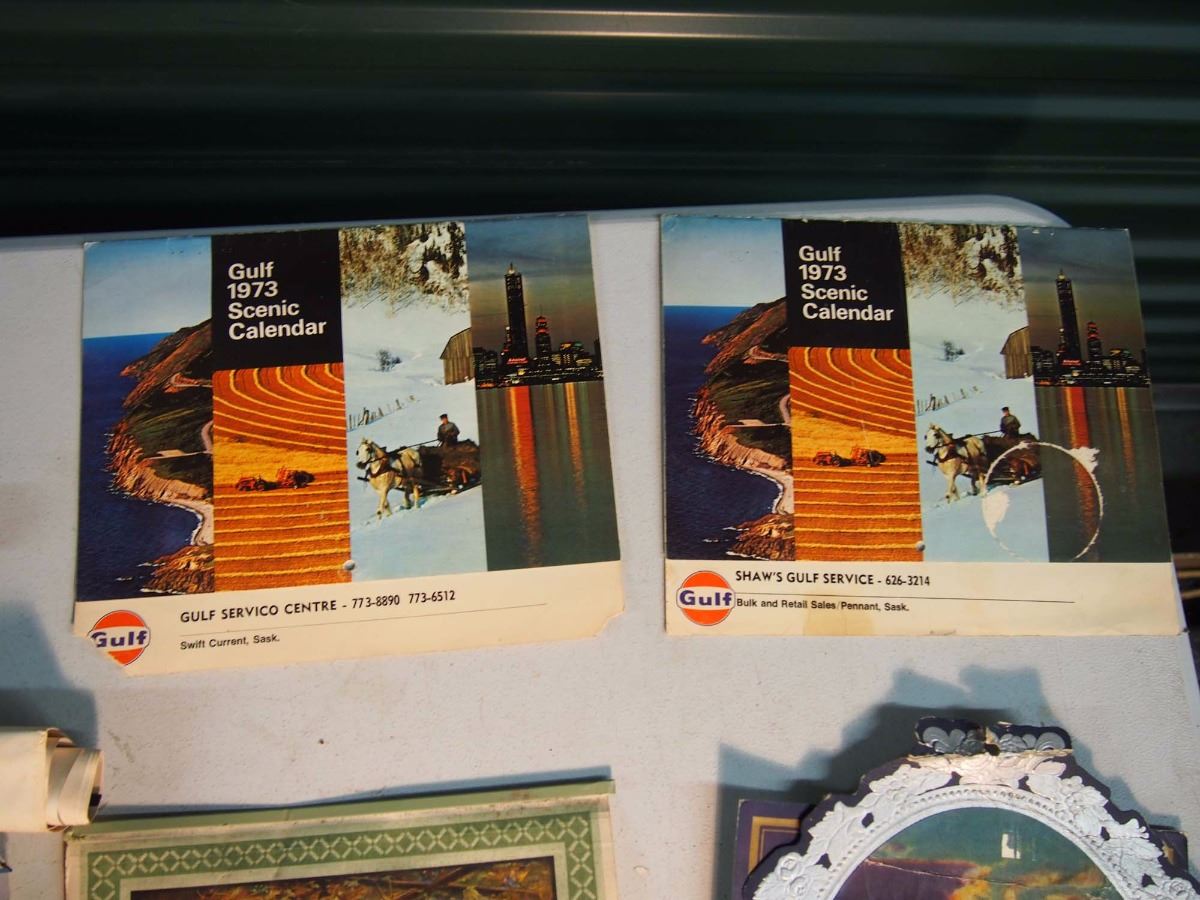 Gulf
1973
Scenic
Calendar
GULF SERVICO CENTRE - 773-8890 773-6512
Gulf
Swift Current, Sask.
Gulf
1973
Scenic
Calendar
SHAW'S GULF SERVICE - 626-3214
Gulf
Bulk and Retail Sales/Pennant, Sask.